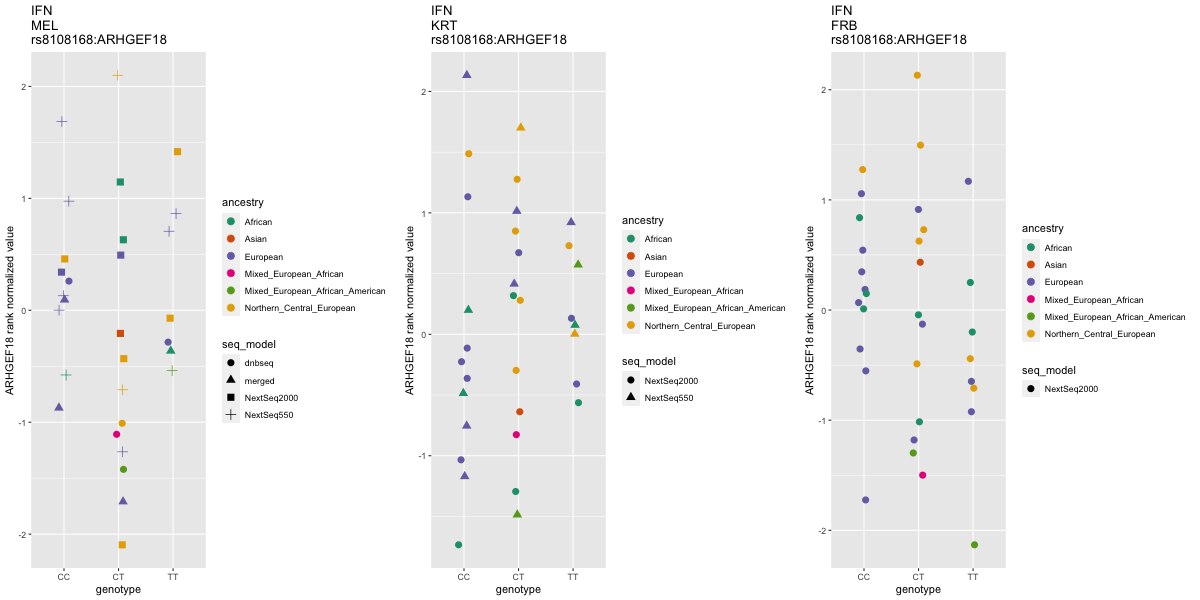 IFN
MEL
rs8108168:ARHGEF18
ARHGEF18 rank normalized value
2
1
0
-1
-2
CC
CT
TT
genotype
ancestry
African
Asian
European
Mixed_European_African
Mixed_European_African_American
Northern_Central_European
seq_model
dnbseq
merged
NextSeq2000
NextSeq550
IFN
KRT
rs8108168:ARHGEF18
ARHGEF18 rank normalized value
2
1
0
-1
CC
CT
TT
genotype
ancestry
African
Asian
European
Mixed_European_African
Mixed_European_African_American
Northern_Central_European
seq_model
NextSeq2000
NextSeq550
IFN
FRB
rs8108168:ARHGEF18
ARHGEF18 rank normalized value
2
1
0
-1
-2
CC
CT
TT
genotype
ancestry
African
Asian
European
Mixed_European_African
Mixed_European_African_American
Northern_Central_European
seq_model
NextSeq2000